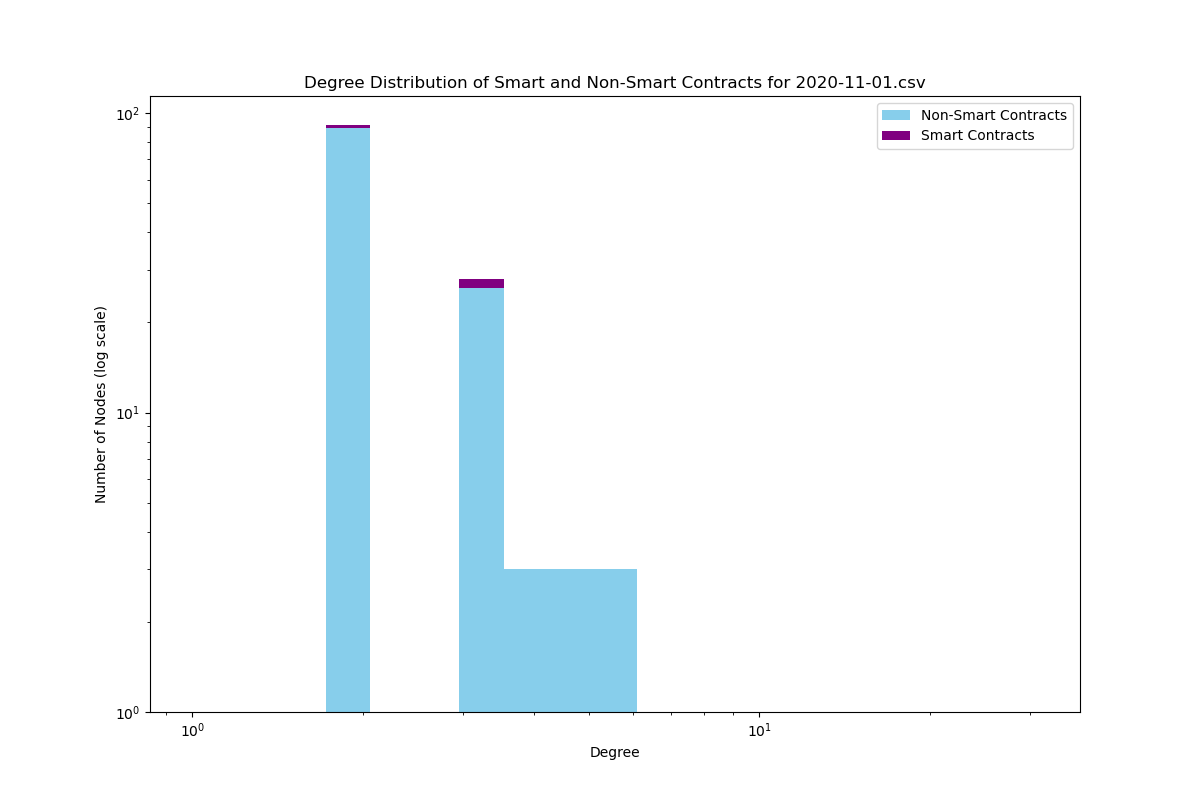 Degree Distribution of Smart and Non-Smart Contracts for 2020-11-01.csv
Non-Smart Contracts
Smart Contracts
Number of Nodes (log scale)
10²
10¹
10⁰
10⁰ 10¹
Degree